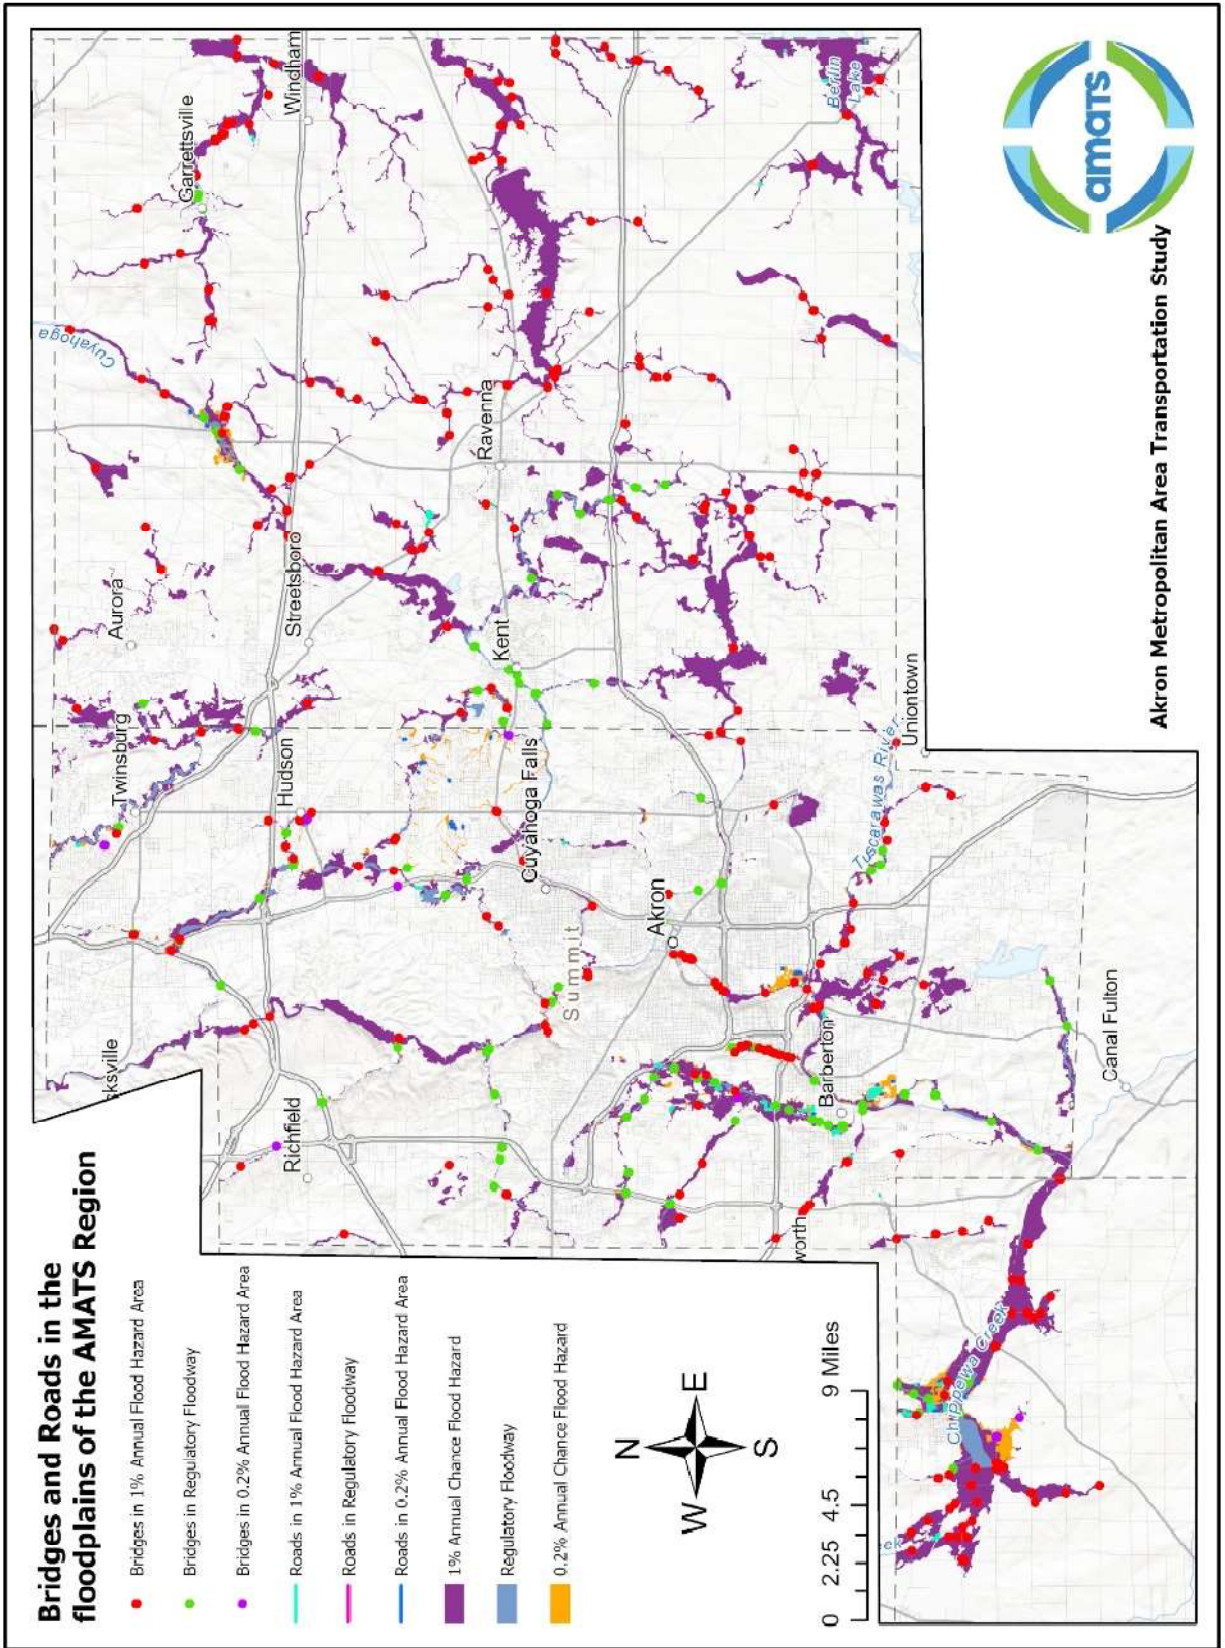 Bridges and Roads in the
floodplains of the AMATS Region
Bridges in 1% Annual Flood Hazard Area
Bridges in Regulatory Floodway
Bridges in 0.2% Annual Flood Hazard Area
Roads in 1% Annual Flood Hazard Area
Roads in Regulatory Floodway
Roads in 0.2% Annual Flood Hazard Area
1% Annual Chance Flood Hazard
Regulatory Floodway
0.2% Annual Chance Flood Hazard
N
W
E
S
0 2.25 4.5 9 Miles
ksville
Richfield
Twinsburg
Hudson
Aurora
Streetsboro
Cuyahoga
Garrettsville
Windham
Cuyahoga Falls
Kent
Ravenna
Summit
Akron
Berlin
Lake
worth
Barberton
Tuscarawas River
Uniontown
Canal Fulton
Chippewa Creek
eek
amats
Akron Metropolitan Area Transportation Study